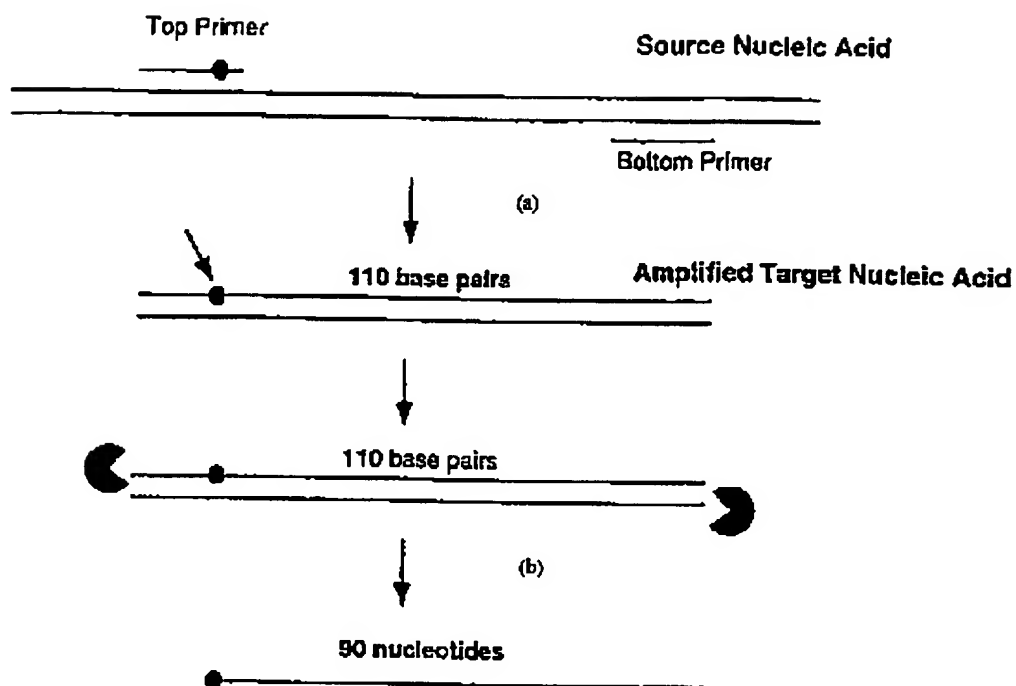 Top Primer
Source Nucleic Acid
Bottom Primer
(a)
110 base pairs
Amplified Target Nucleic Acid
110 base pairs
(b)
90 nucleotides